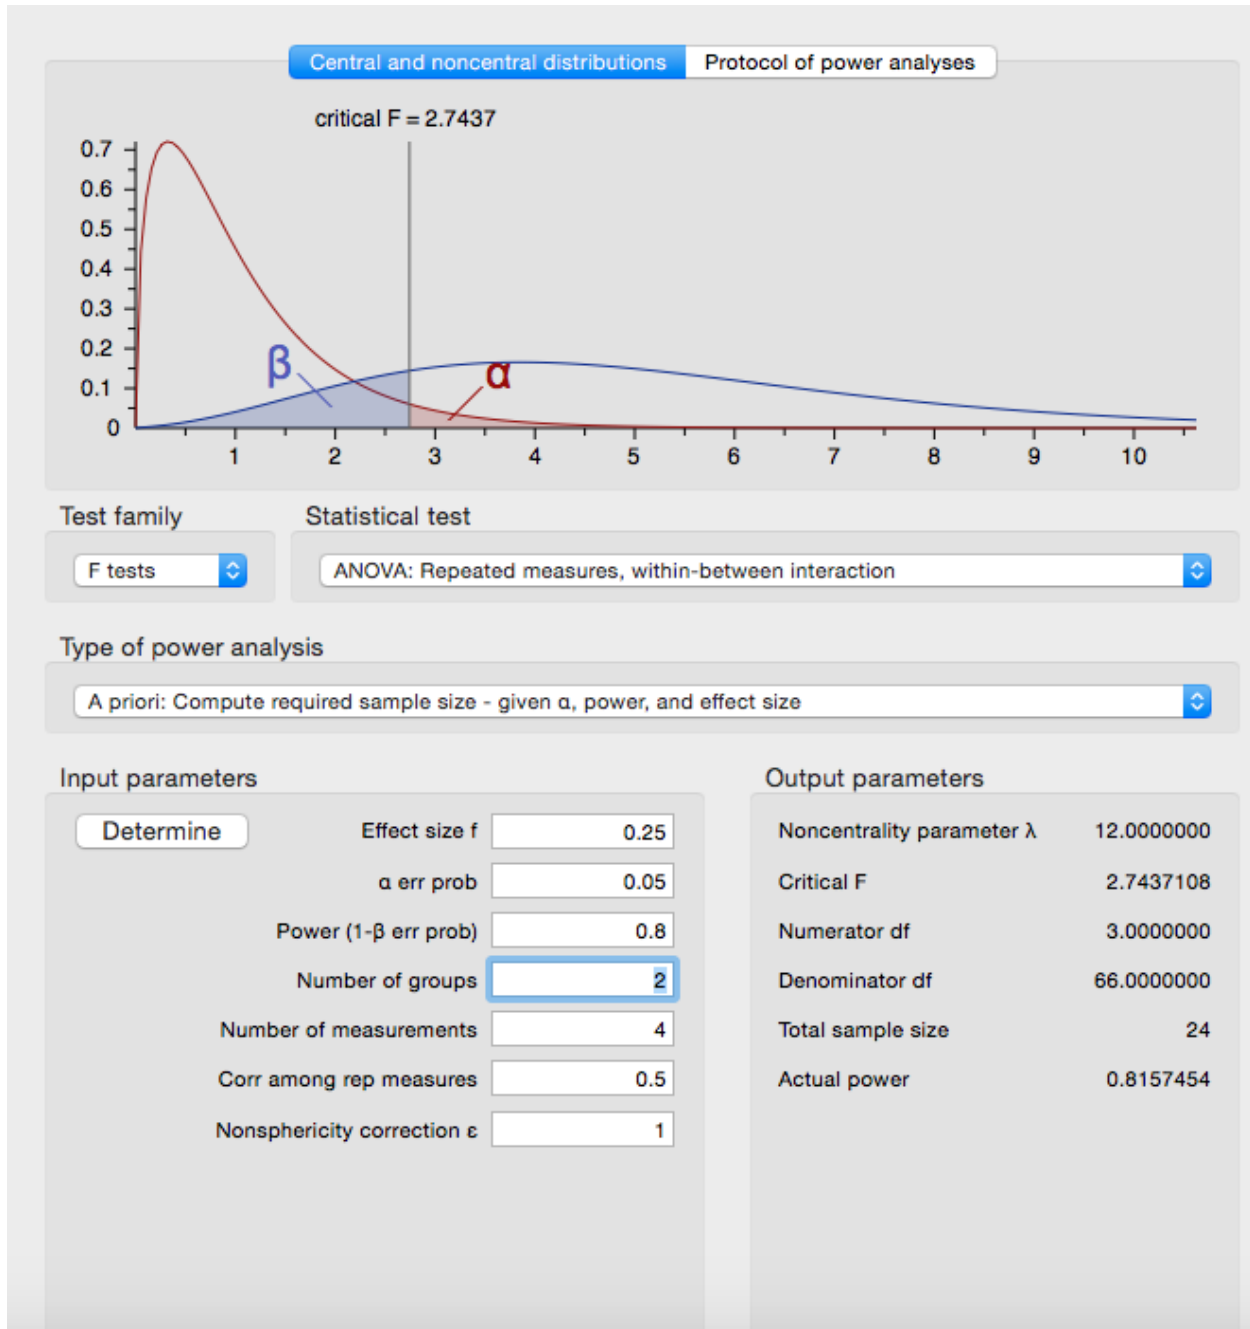 Central and noncentral distributions Protocol of power analyses
critical F = 2.7437
0.7
0.6
0.5
0.4
0.3
0.2
0.1
0
β
α
1 2 3 4 5 6 7 8 9 10
Test family Statistical test
F tests ANOVA: Repeated measures, within-between interaction
Type of power analysis
A priori: Compute required sample size - given α, power, and effect size
Input parameters Output parameters
Determine Effect size f 0.25 Noncentrality parameter λ 12.0000000
α err prob 0.05 Critical F 2.7437108
Power (1-β err prob) 0.8 Numerator df 3.0000000
Number of groups 2 Denominator df 66.0000000
Number of measurements 4 Total sample size 24
Corr among rep measures 0.5 Actual power 0.8157454
Nonsphericity correction ε 1